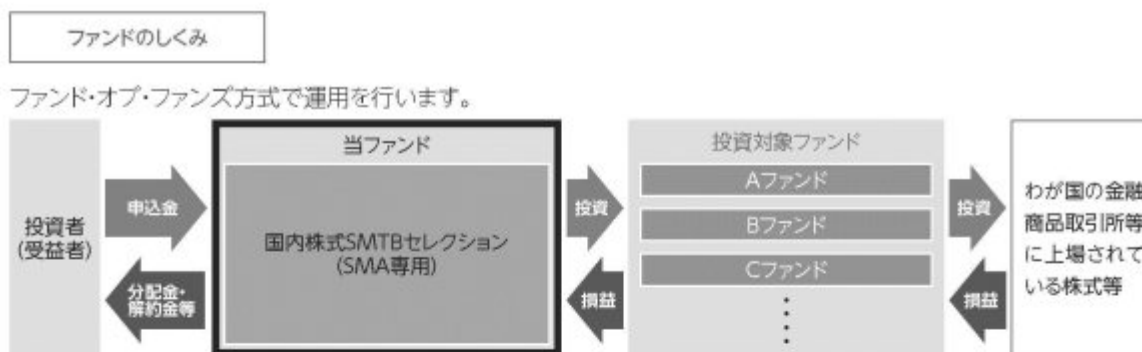 ファンドのしくみ
ファンド・オブ・ファンズ方式で運用を行います。
投資者
(受益者)
申込金
分配金・
解約金等
当ファンド
国内株式SMTBセレクション
(SMA専用)
投資
損益
投資対象ファンド
Aファンド
Bファンド
Cファンド
投資
損益
わが国の金融
商品取引所等
に上場されて
いる株式等